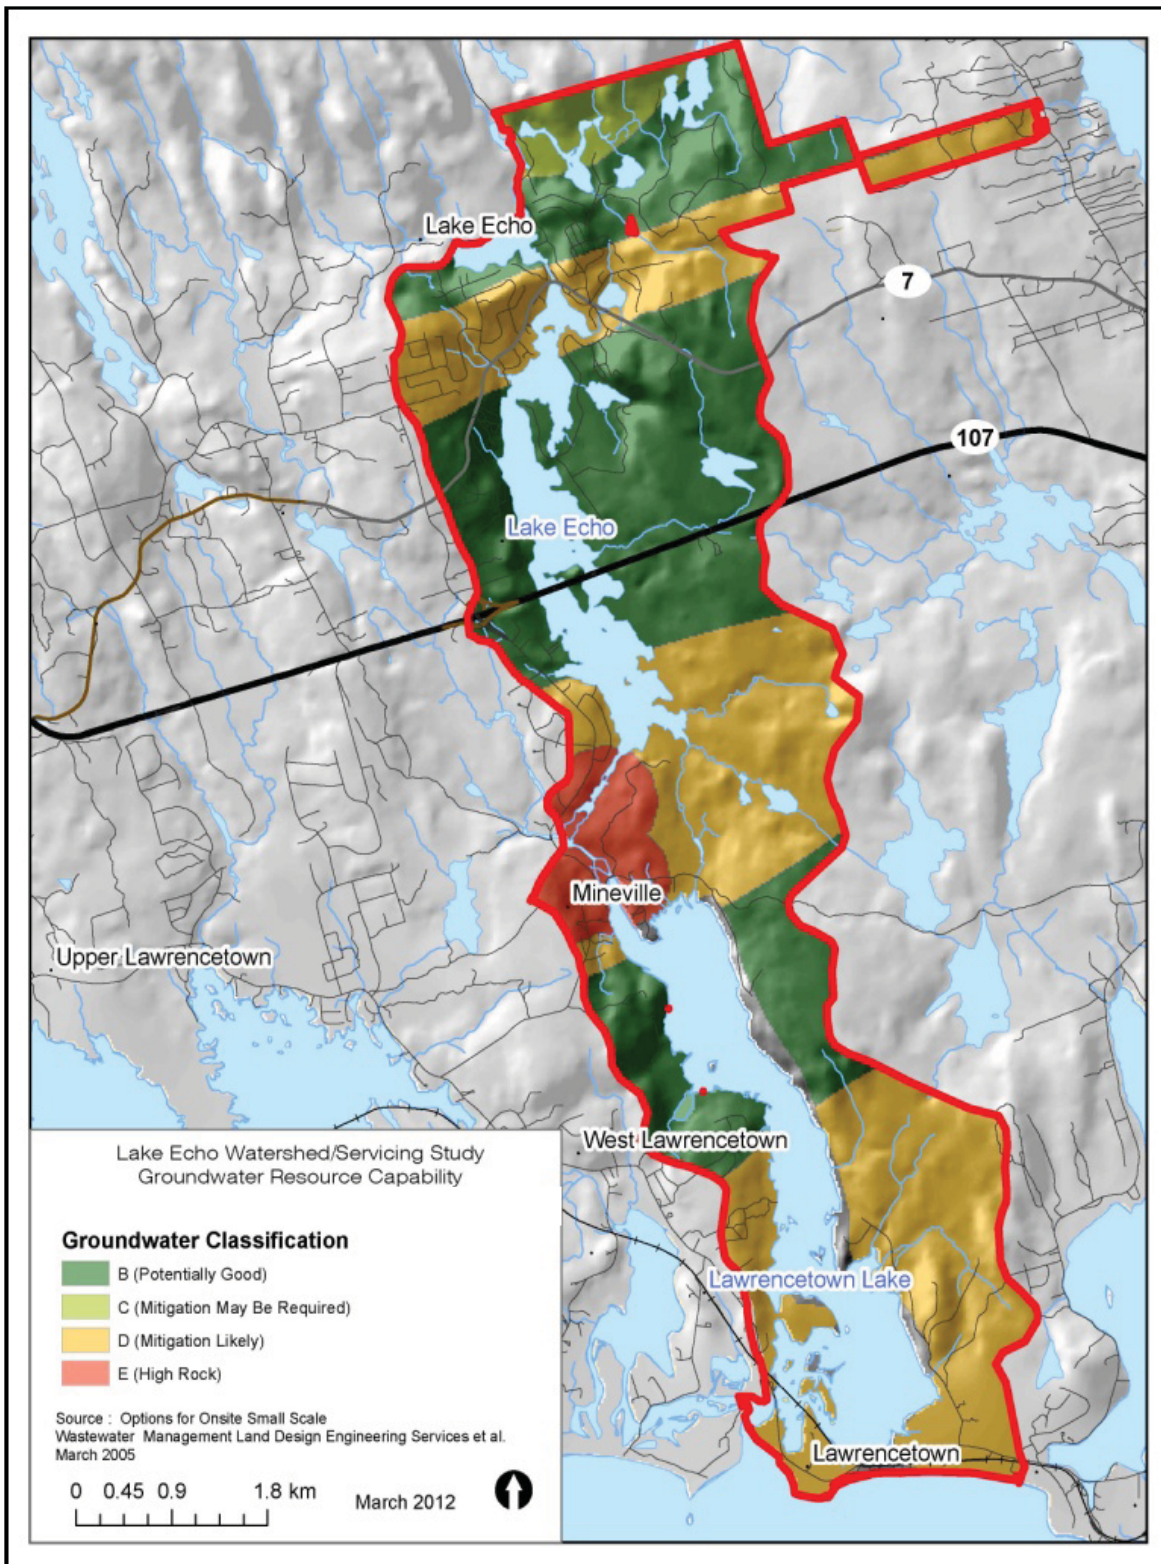 Lake Echo
7
107
Lake Echo
Mineville
Upper Lawrencetown
West Lawrencetown
Lawrencetown Lake
Lawrencetown
Lake Echo Watershed/Servicing Study
Groundwater Resource Capability
Groundwater Classification
B (Potentially Good)
C (Mitigation May Be Required)
D (Mitigation Likely)
E (High Rock)
Source : Options for Onsite Small Scale
Wastewater Management Land Design Engineering Services et al.
March 2005
0 0.45 0.9 1.8 km
March 2012